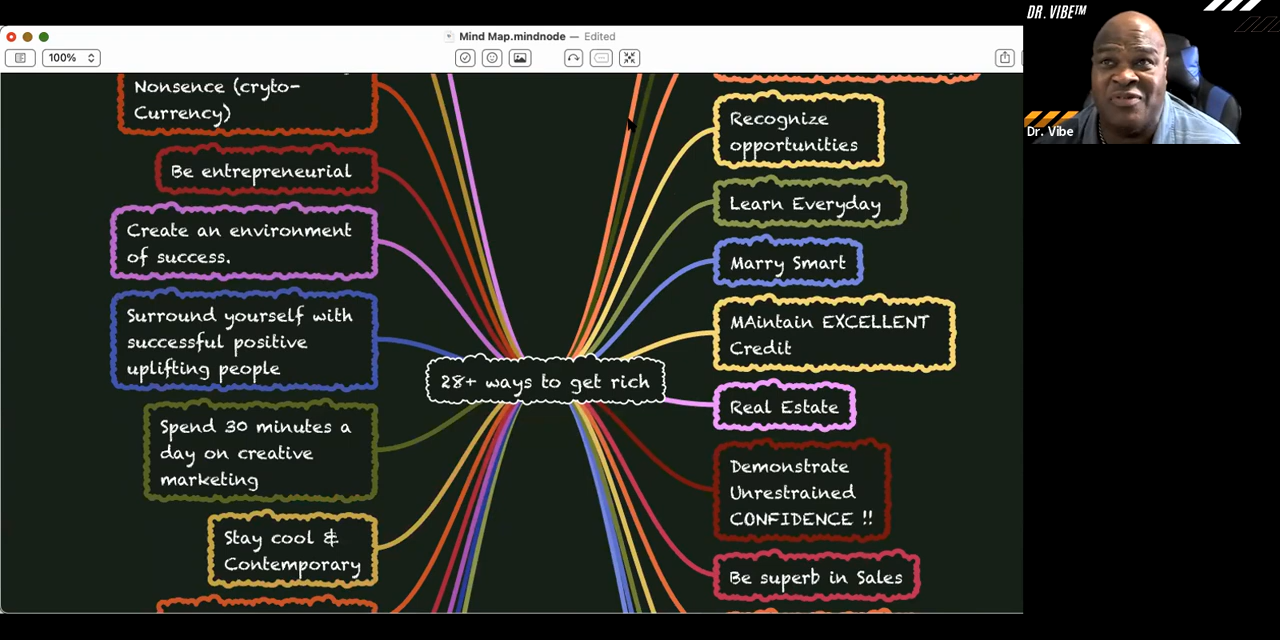 DR. VIBE™
Mind Map.mindnode — Edited
100%
Nonsence (cryto-
Currency)
Be entrepreneurial
Create an environment
of success.
Surround yourself with
successful positive
uplifting people
Spend 30 minutes a
day on creative
marketing
Stay cool &
Contemporary
28+ ways to get rich
Recognize
opportunities
Learn Everyday
Marry Smart
MAintain EXCELLENT
Credit
Real Estate
Demonstrate
Unrestrained
CONFIDENCE !!
Be superb in Sales
Dr. Vibe